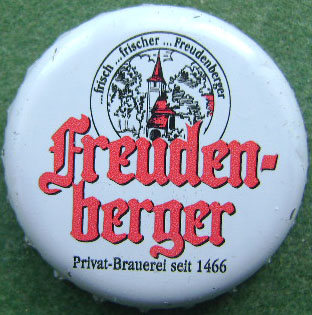 ...frisch ...frischer ...Freudenberger
Freuden-
berger
Privat-Brauerei seit 1466